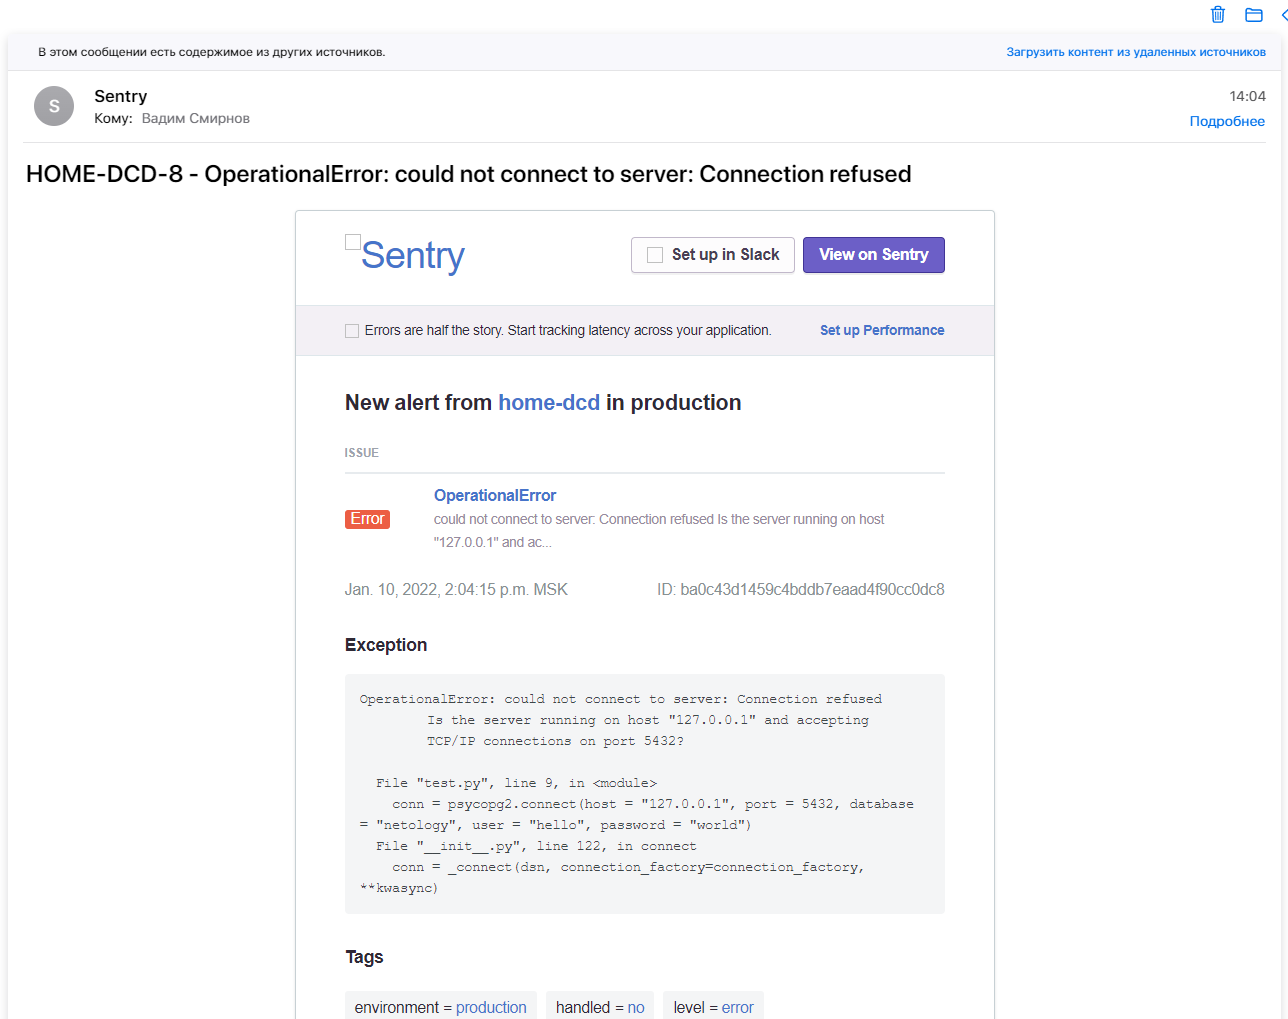 В этом сообщении есть содержимое из других источников.
Загрузить контент из удаленных источников
S
Sentry
14:04
Кому: Вадим Смирнов
Подробнее
HOME-DCD-8 - OperationalError: could not connect to server: Connection refused
Sentry
Set up in Slack
View on Sentry
Errors are half the story. Start tracking latency across your application.
Set up Performance
New alert from home-dcd in production
ISSUE
OperationalError
Error
could not connect to server: Connection refused Is the server running on host
"127.0.0.1" and ac...
Jan. 10, 2022, 2:04:15 p.m. MSK
ID: ba0c43d1459c4bddb7eaad4f90cc0dc8
Exception
OperationalError: could not connect to server: Connection refused
Is the server running on host "127.0.0.1" and accepting
TCP/IP connections on port 5432?
File "test.py", line 9, in <module>
conn = psycopg2.connect(host = "127.0.0.1", port = 5432, database
= "netology", user = "hello", password = "world")
File "__init__.py", line 122, in connect
conn = _connect(dsn, connection_factory=connection_factory,
**kwasync)
Tags
environment = production
handled = no
level = error